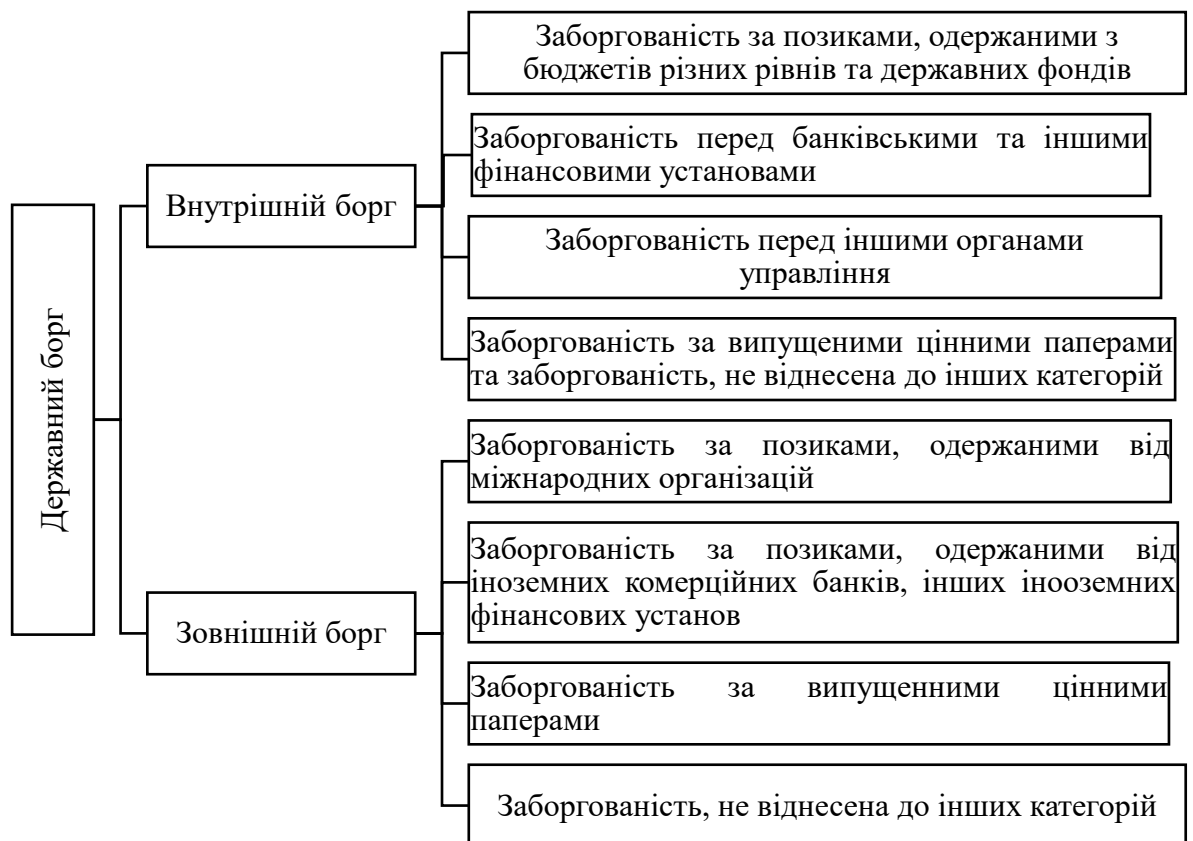 Державний борг
Внутрішній борг
Заборгованість за позиками, одержаними з
бюджетів різних рівнів та державних фондів
Заборгованість перед банківськими та іншими
фінансовими установами
Заборгованість перед іншими органами
управління
Заборгованість за випущеними цінними паперами
та заборгованість, не віднесена до інших категорій
Зовнішній борг
Заборгованість за позиками, одержаними від
міжнародних організацій
Заборгованість за позиками, одержаними від
іноземних комерційних банків, інших інооземних
фінансових установ
Заборгованість за випущенними цінними
паперами
Заборгованість, не віднесена до інших категорій